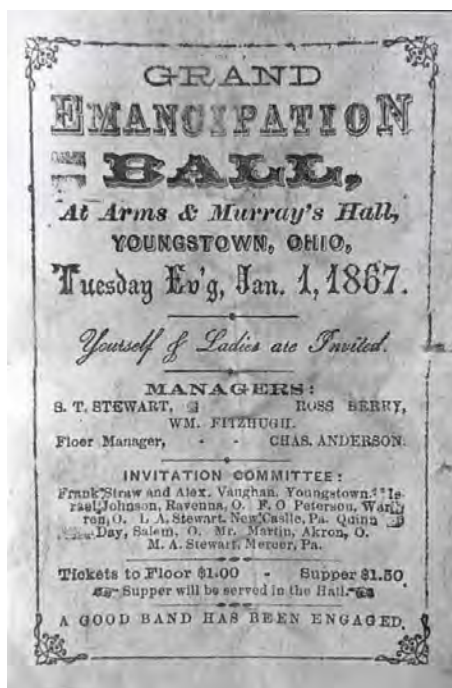 GRAND
EMANCIPATION
BALL,
At Arms & Murray's Hall,
YOUNGSTOWN, OHIO,
Tuesday Ev'g, Jan. 1, 1867.
Yourself & Ladies are Invited.
MANAGERS:
S. T. STEWART, ROSS BERRY,
WM. FITZHUGH.
Floor Manager, - - CHAS. ANDERSON.
INVITATION COMMITTEE:
Frank Straw and Alex. Vaughan, Youngstown. Is-
rael Johnson, Ravenna, O. F. O Peterson, War-
ren, O. L A. Stewart, New Castle, Pa. Quinn
Day, Salem, O. Mr. Martin, Akron, O.
M. A. Stewart, Mercer, Pa.
Tickets to Floor $1.00 - Supper $1.50
Supper will be served in the Hall.
A GOOD BAND HAS BEEN ENGAGED.